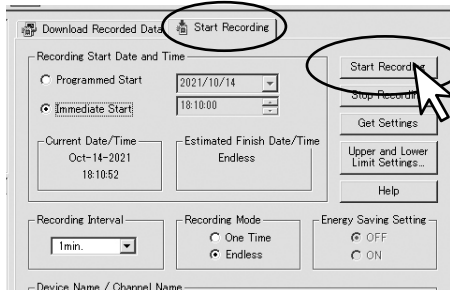 Download Recorded Data
Start Recording
Recording Start Date and Time
Programmed Start
2021/10/14
Immediate Start
18:10:00
Current Date/Time
Oct-14-2021
18:10:52
Estimated Finish Date/Time
Endless
Start Recording
Stop Recording
Get Settings
Upper and Lower
Limit Settings...
Help
Recording Interval
1min.
Recording Mode
One Time
Endless
Energy Saving Setting
OFF
ON
Device Name / Channel Name